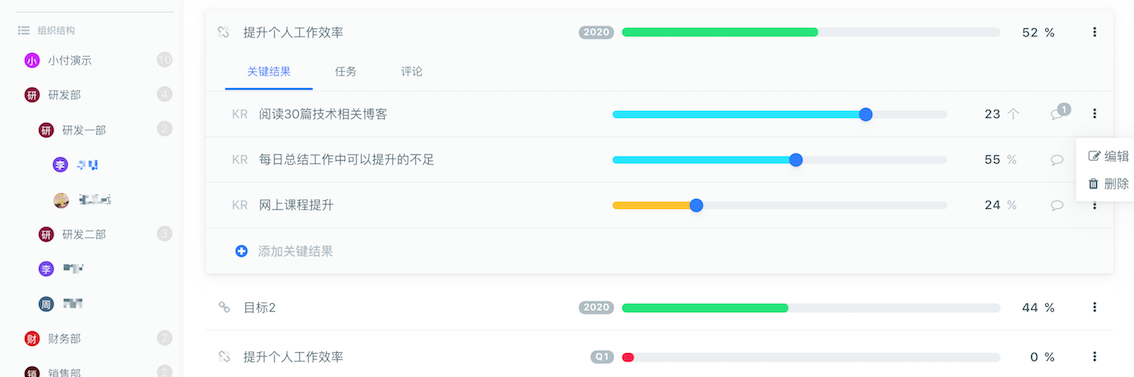 组织结构
小 小付演示 10
研 研发部 4
研 研发一部 2
李
研 研发二部 3
李
周
财 财务部 2
销 销售部 2
提升个人工作效率 2020 52 %
关键结果 任务 评论
KR 阅读30篇技术相关博客 23 个 1
KR 每日总结工作中可以提升的不足 55 %
编辑
删除
KR 网上课程提升 24 %
添加关键结果
目标2 2020 44 %
提升个人工作效率 Q1 0 %